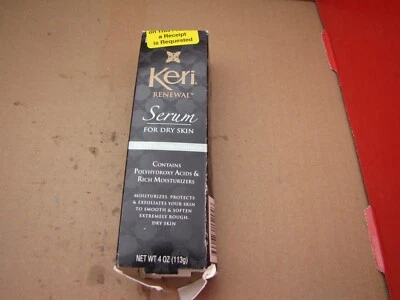 a Receipt
is Requested
Keri
RENEWAL™
Serum
FOR DRY SKIN
CONTAINS
POLYHYDROXY ACIDS &
RICH MOISTURIZERS
MOISTURIZES, PROTECTS
& EXFOLIATES YOUR SKIN
TO SMOOTH & SOFTEN
EXTREMELY ROUGH,
DRY SKIN
NET WT 4 OZ (113g)